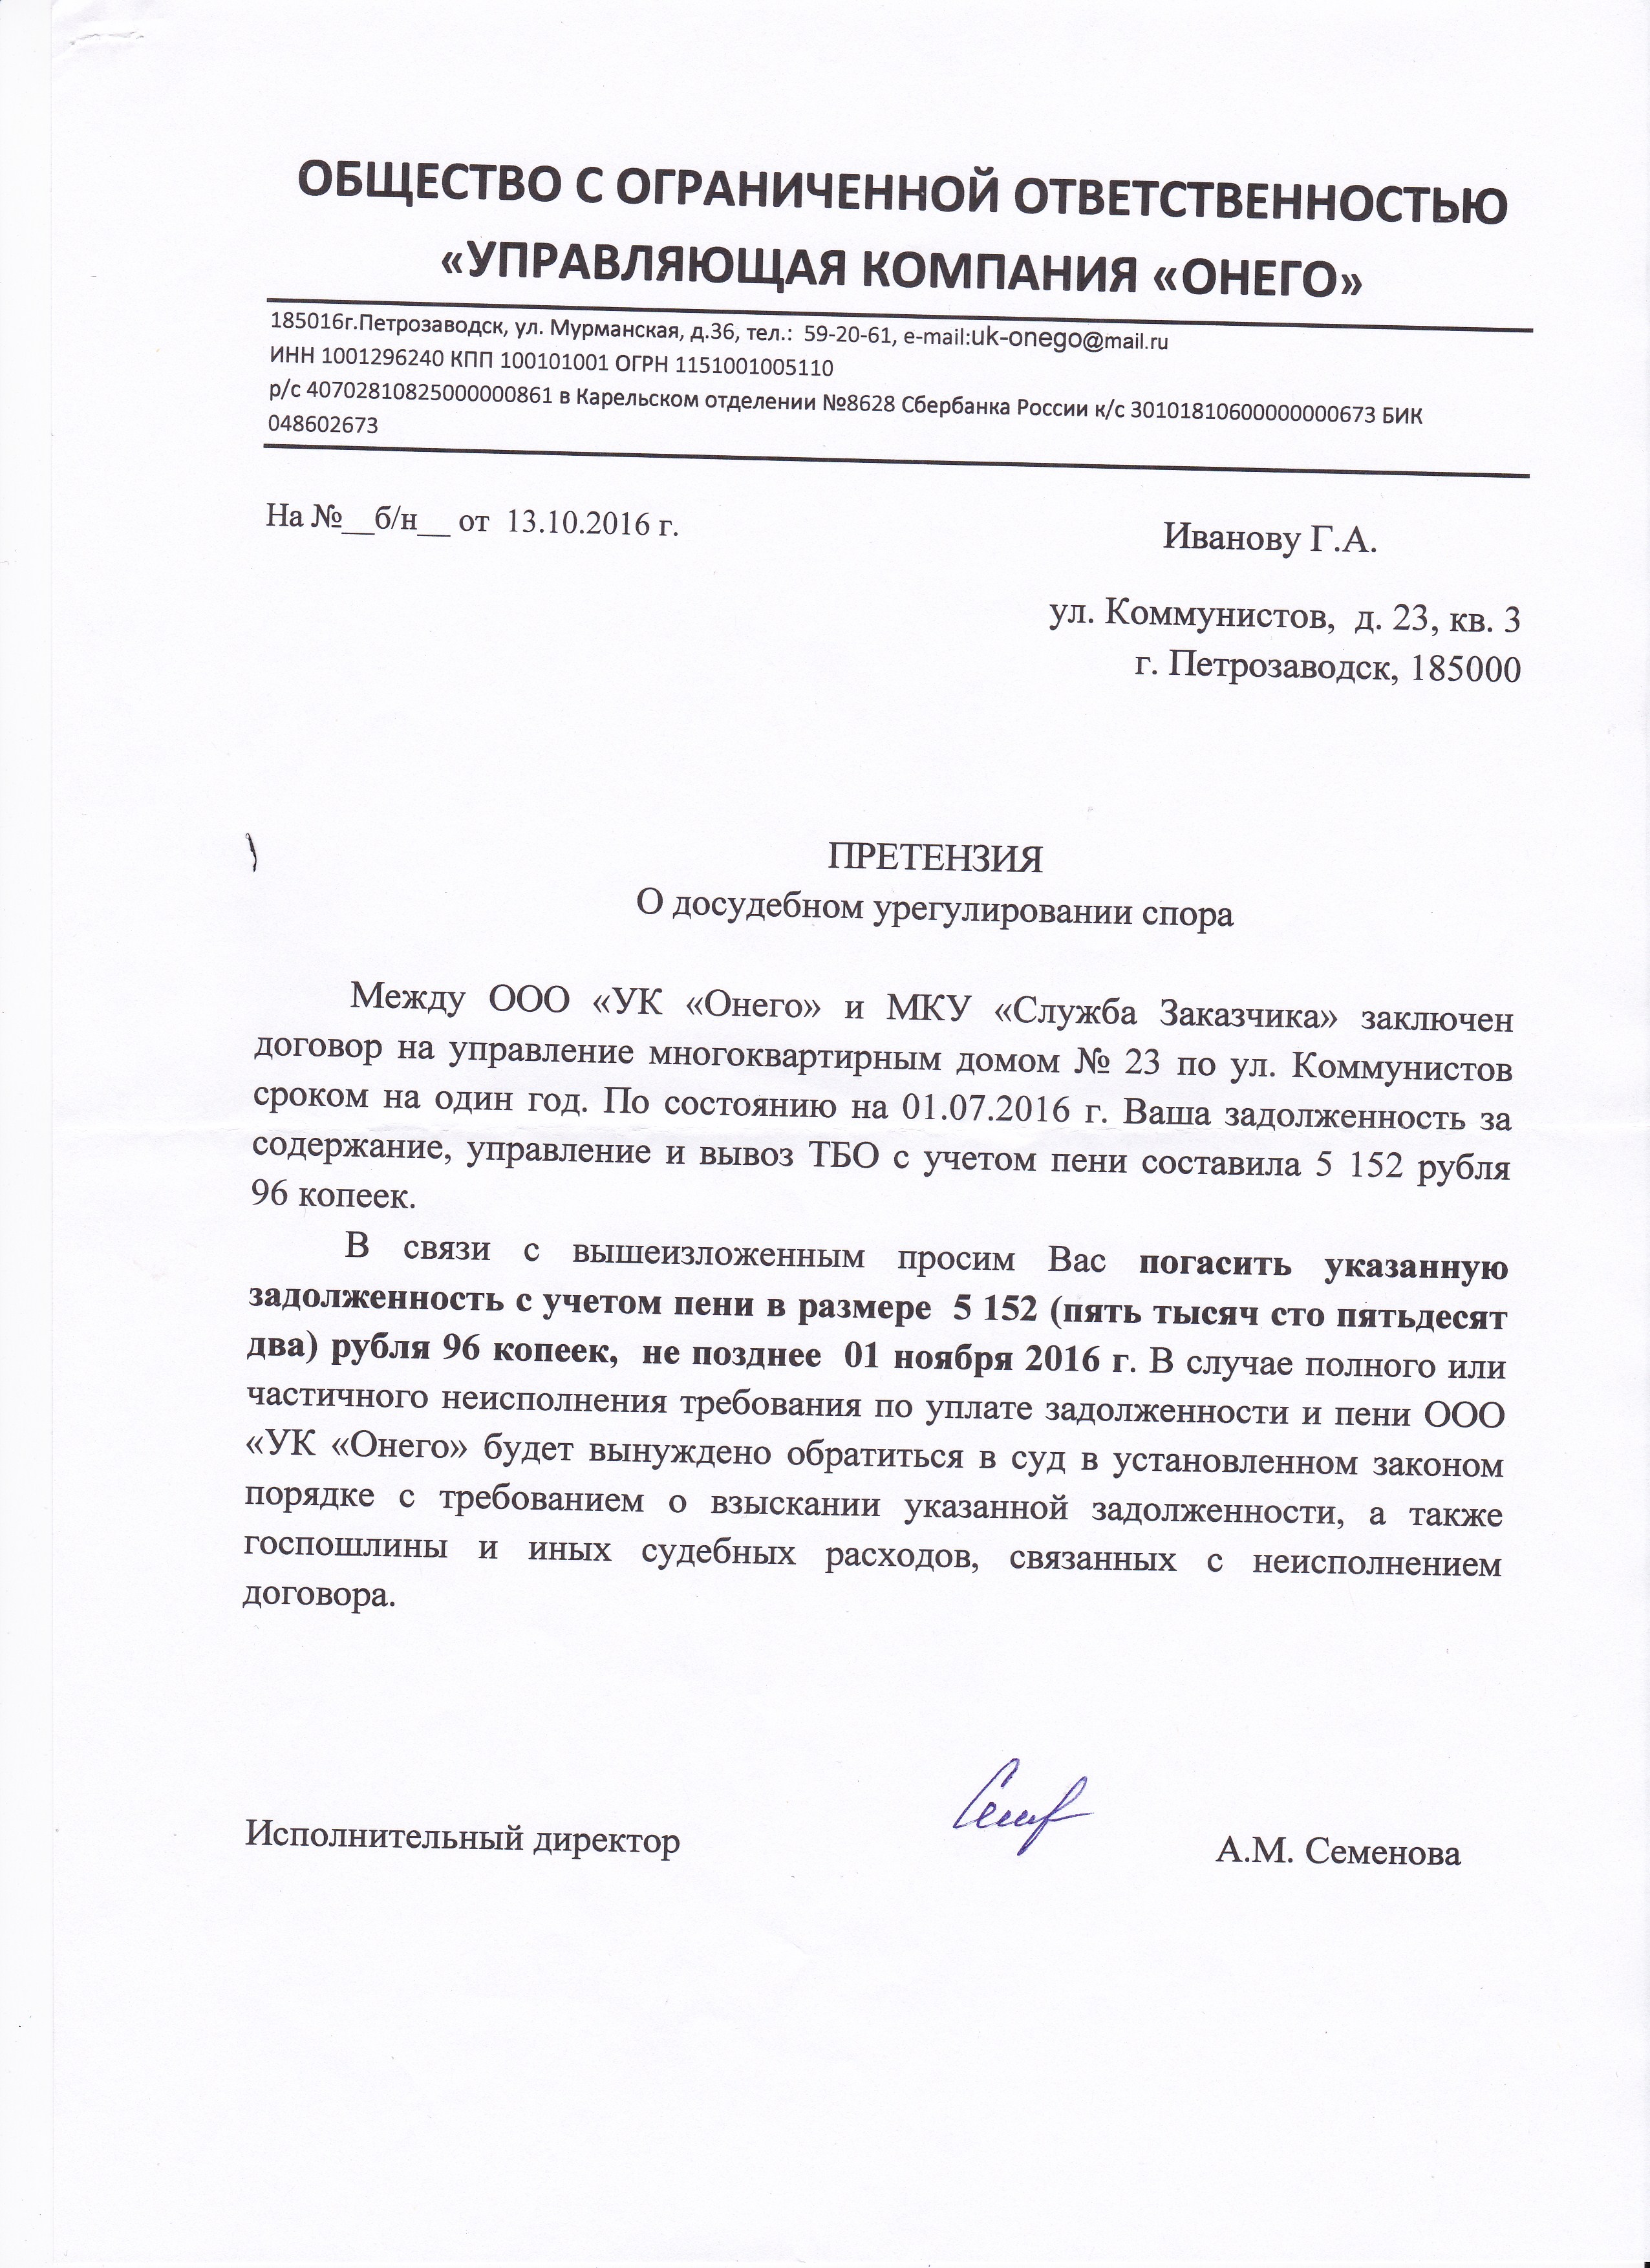 ОБЩЕСТВО С ОГРАНИЧЕННОЙ ОТВЕТСТВЕННОСТЬЮ
«УПРАВЛЯЮЩАЯ КОМПАНИЯ «ОНЕГО»
185016г.Петрозаводск, ул. Мурманская, д.36, тел.: 59-20-61, e-mail:uk-onego@mail.ru
ИНН 1001296240 КПП 100101001 ОГРН 1151001005110
р/с 40702810825000000861 в Карельском отделении №8628 Сбербанка России к/с 30101810600000000673 БИК
048602673
На №__б/н__ от 13.10.2016 г.
Иванову Г.А.
ул. Коммунистов, д. 23, кв. 3
г. Петрозаводск, 185000
ПРЕТЕНЗИЯ
О досудебном урегулировании спора
Между ООО «УК «Онего» и МКУ «Служба Заказчика» заключен
договор на управление многоквартирным домом № 23 по ул. Коммунистов
сроком на один год. По состоянию на 01.07.2016 г. Ваша задолженность за
содержание, управление и вывоз ТБО с учетом пени составила 5 152 рубля
96 копеек.
В связи с вышеизложенным просим Вас погасить указанную
задолженность с учетом пени в размере 5 152 (пять тысяч сто пятьдесят
два) рубля 96 копеек, не позднее 01 ноября 2016 г. В случае полного или
частичного неисполнения требования по уплате задолженности и пени ООО
«УК «Онего» будет вынуждено обратиться в суд в установленном законом
порядке с требованием о взыскании указанной задолженности, а также
госпошлины и иных судебных расходов, связанных с неисполнением
договора.
Исполнительный директор
А.М. Семенова